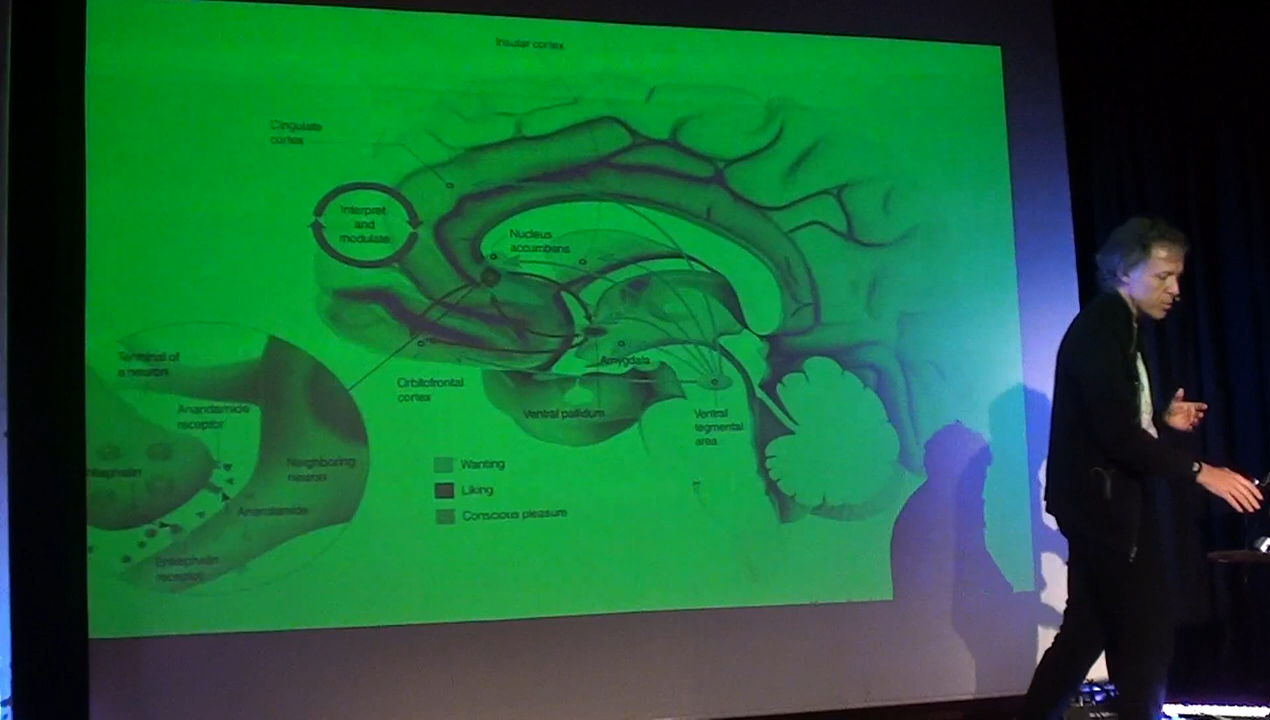 Insular cortex
Cingulate
cortex
Interpret
and
modulate
Nucleus
accumbens
Terminal of
a neuron
Amygdala
Orbitofrontal
cortex
Anandamide
receptor
Ventral pallidum
Ventral
tegmental
area
Neighboring
neuron
Wanting
Liking
Conscious pleasure
Anandamide
Enkephalin
receptor